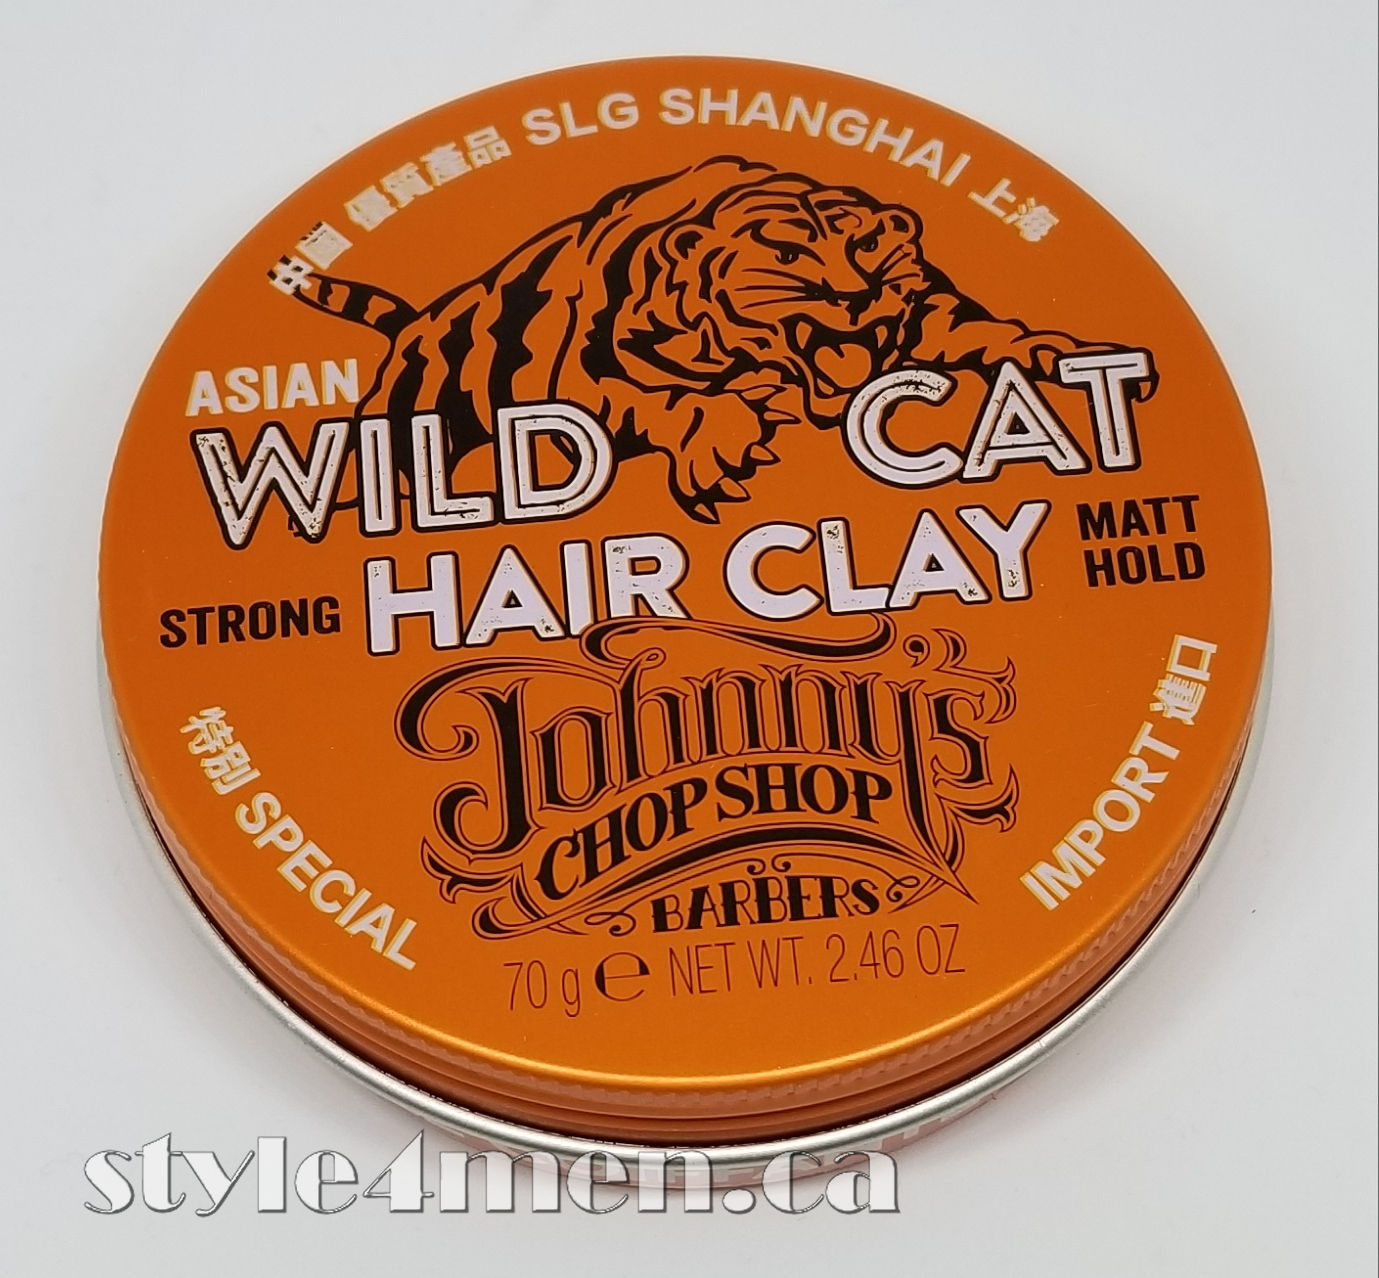 中國 優質產品 SLG SHANGHAI 上海
ASIAN
WILD CAT
HAIR CLAY
STRONG
MATT
HOLD
Johnny's
CHOP SHOP
BARBERS
特別 SPECIAL
IMPORT 進口
70 g e NET WT. 2.46 OZ
style4men.ca